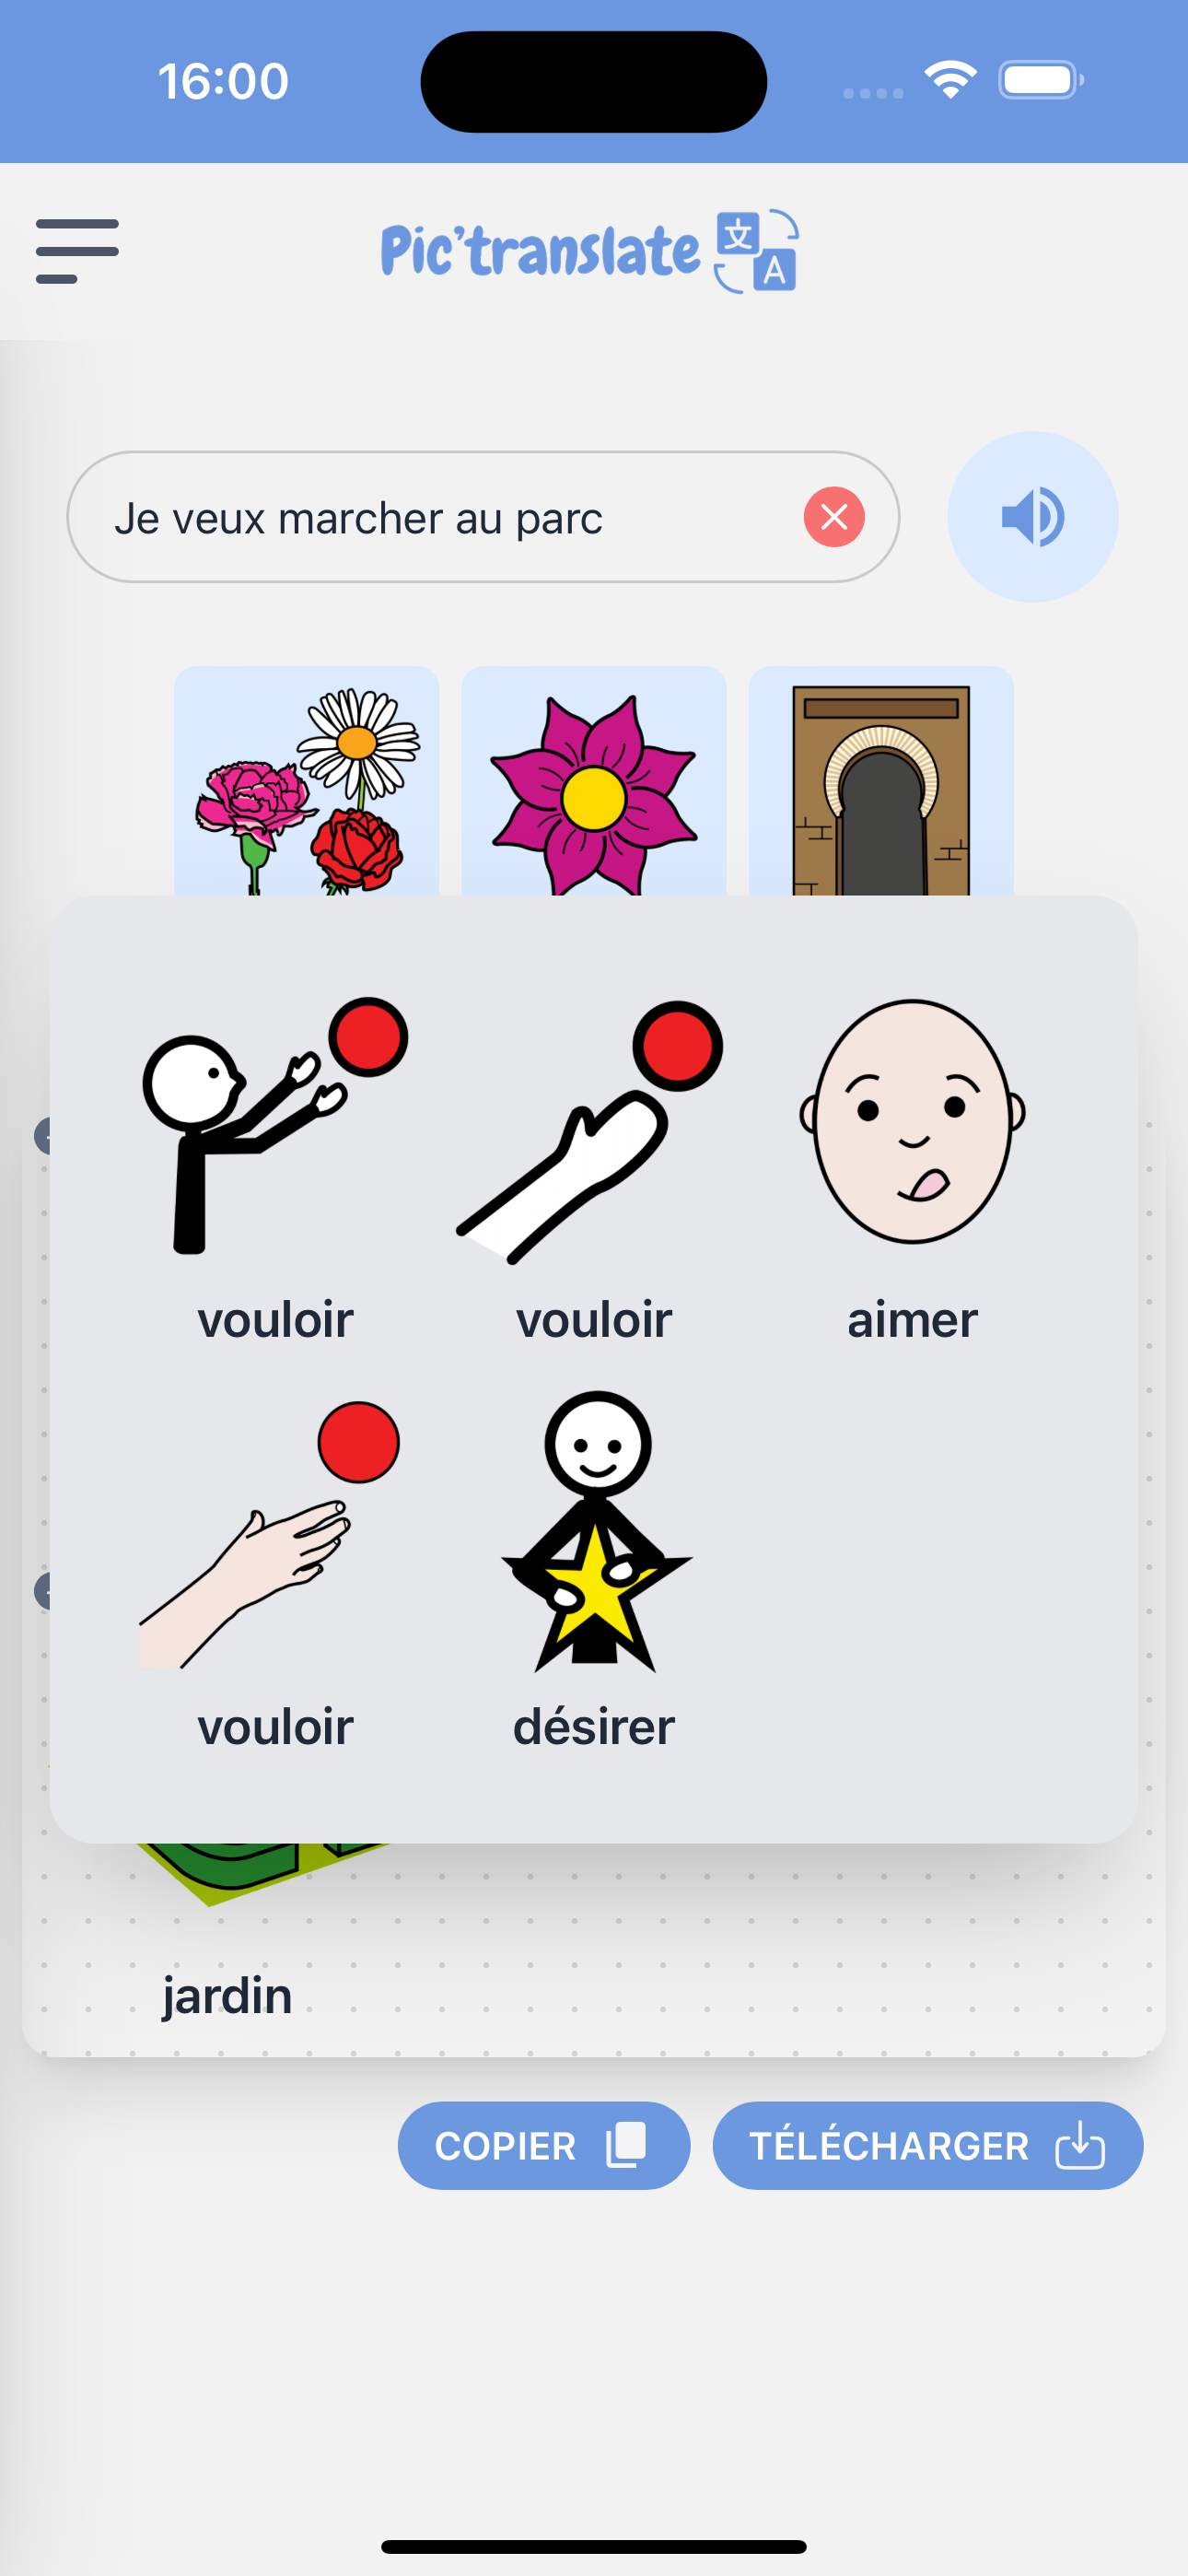 16:00
Pic'translate 文 A
Je veux marcher au parc
vouloir vouloir aimer
vouloir désirer
jardin
COPIER TÉLÉCHARGER